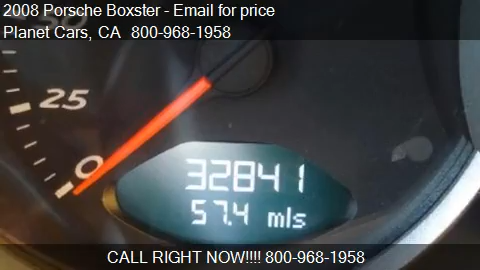 2008 Porsche Boxster - Email for price
Planet Cars, CA 800-968-1958
50
25
0
32841
57.4 mls
CALL RIGHT NOW!!!! 800-968-1958